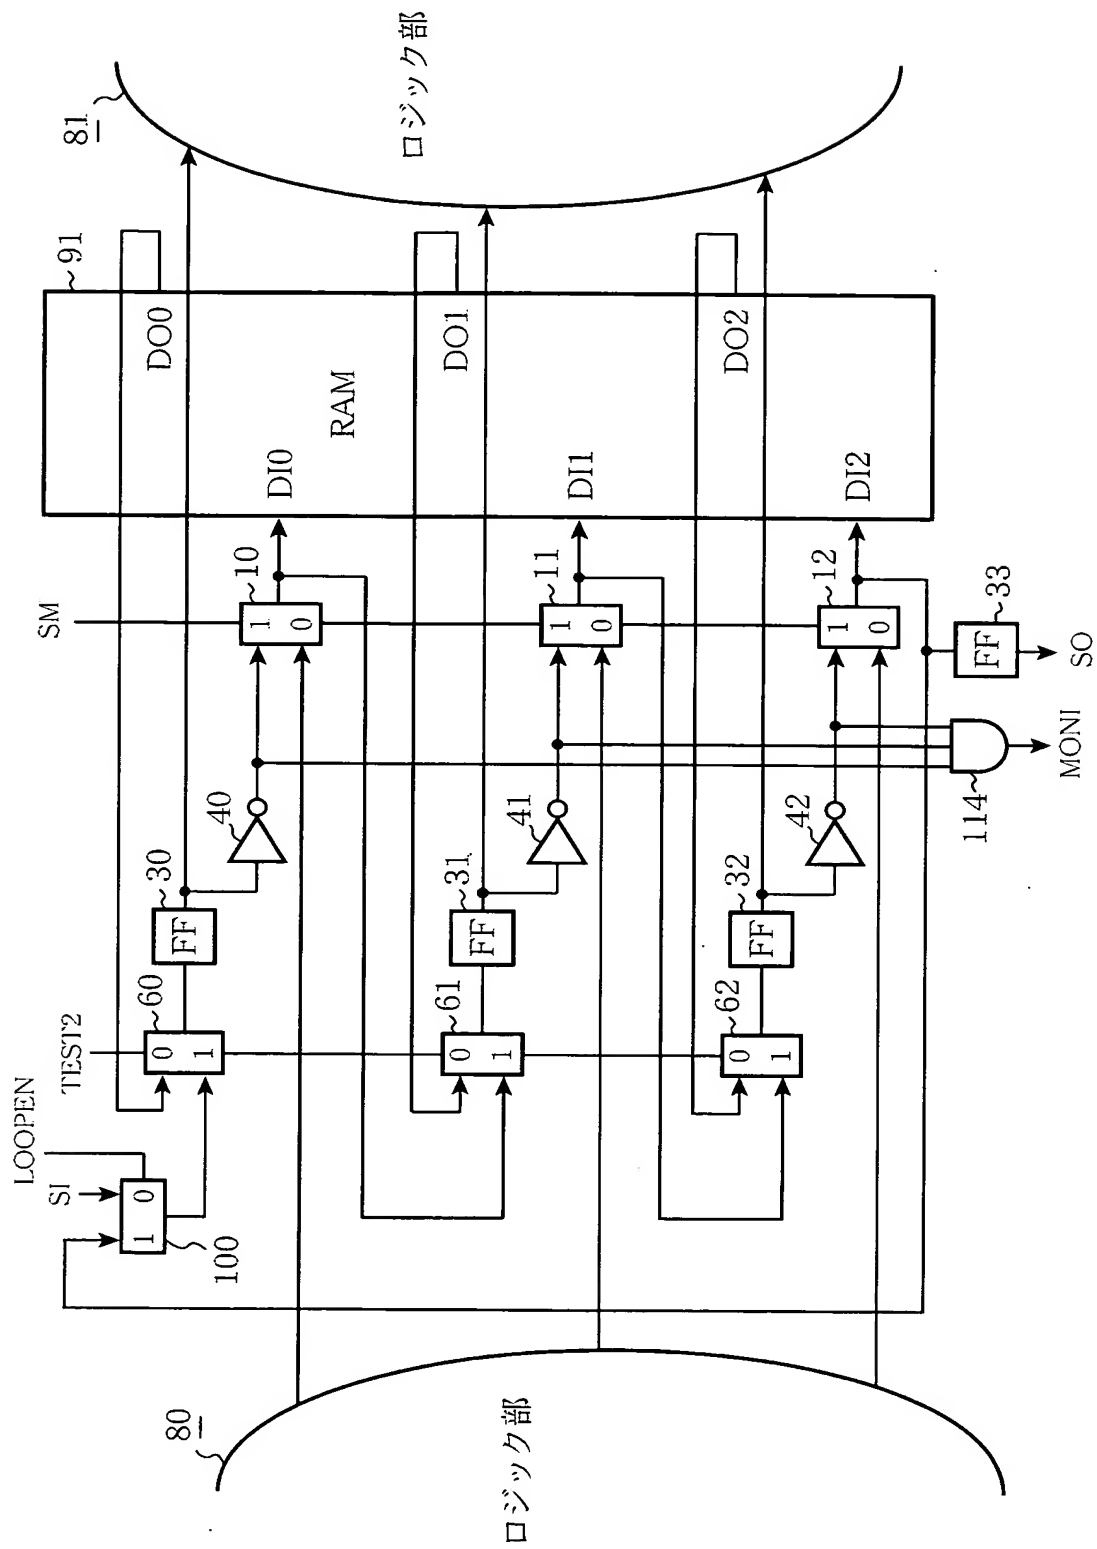 81
ロジック部
91
DO0
DO1
DO2
RAM
DI0
DI1
DI2
SM
10
1
0
11
1
0
12
1
0
33
FF
SO
MONI
114
40
41
42
30
FF
31
FF
32
FF
TEST2
60
0
1
61
0
1
62
0
1
LOOPEN
SI
1
0
100
80
ロジック部